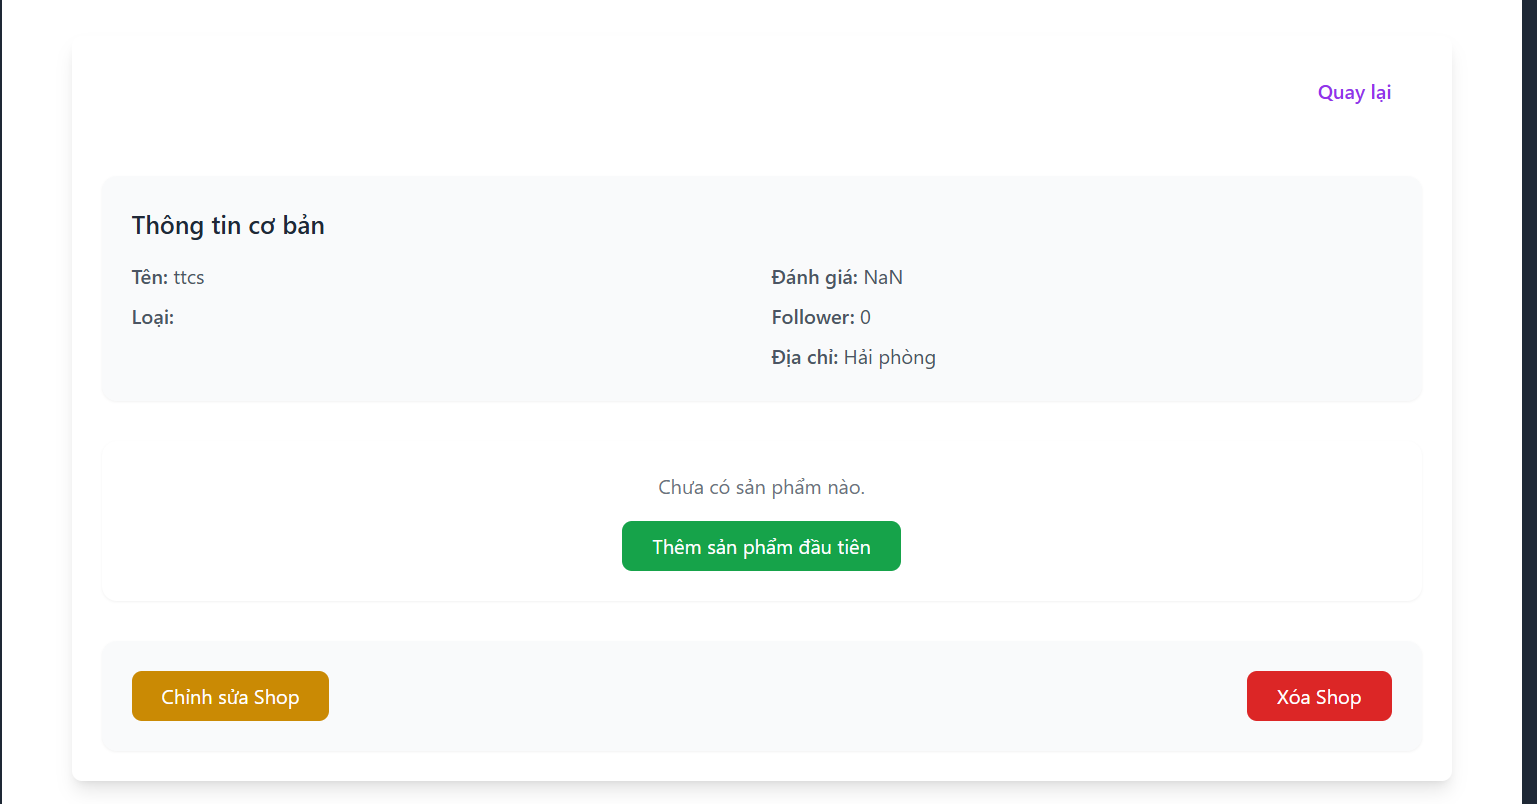 Quay lại
Thông tin cơ bản
Tên: ttcs
Loại:
Đánh giá: NaN
Follower: 0
Địa chỉ: Hải phòng
Chưa có sản phẩm nào.
Thêm sản phẩm đầu tiên
Chỉnh sửa Shop
Xóa Shop